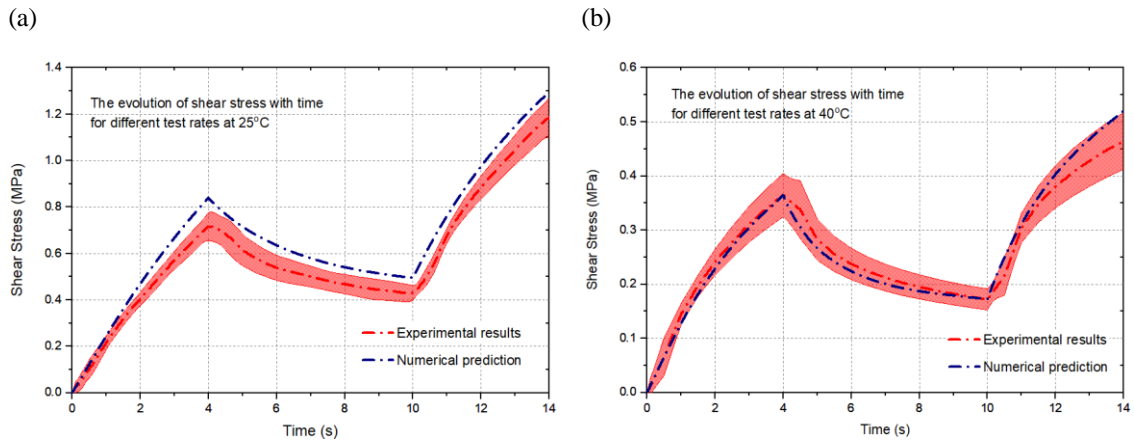 (a)
1.4
1.2
1.0
0.8
0.6
0.4
0.2
0.0
Shear Stress (MPa)
The evolution of shear stress with time
for different test rates at 25°C
Experimental results
Numerical prediction
0 2 4 6 8 10 12 14
Time (s)
(b)
0.6
0.5
0.4
0.3
0.2
0.1
0.0
Shear Stress (MPa)
The evolution of shear stress with time
for different test rates at 40°C
Experimental results
Numerical prediction
0 2 4 6 8 10 12 14
Time (s)